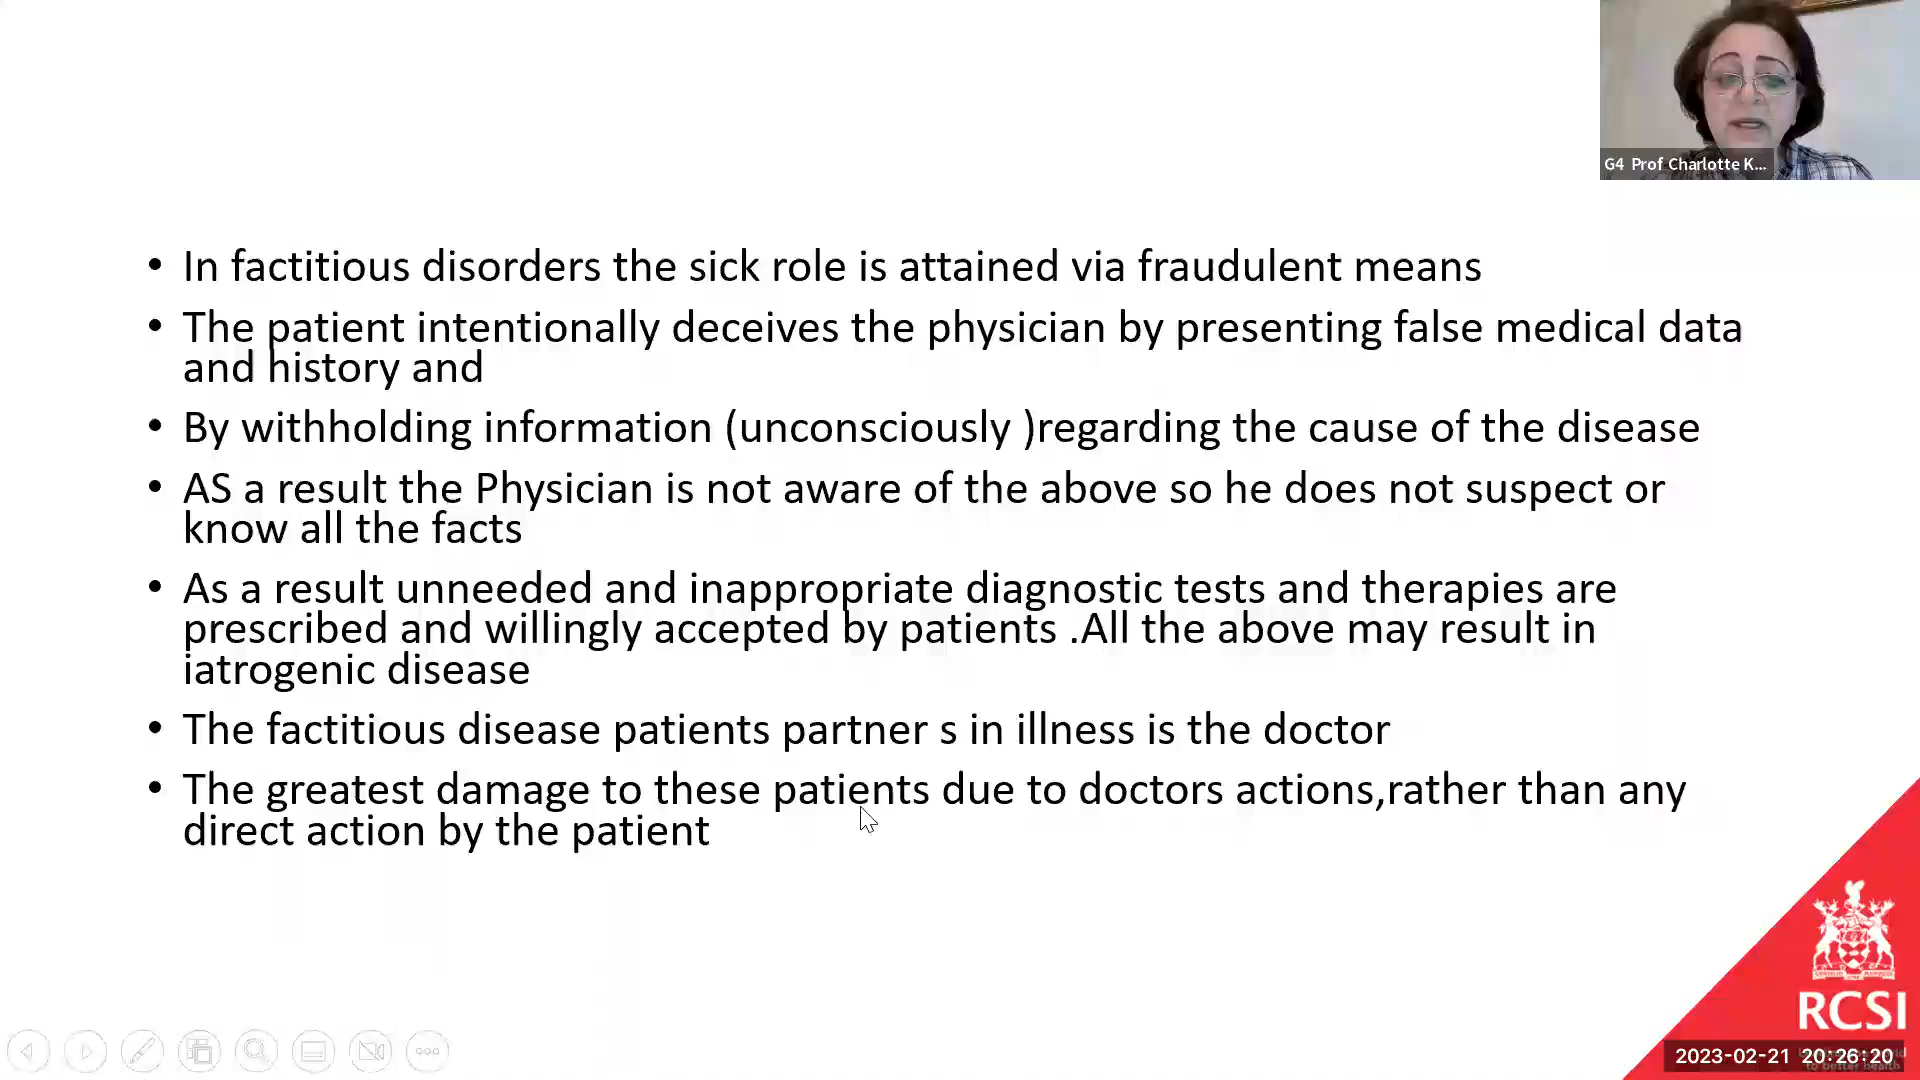 G4 Prof Charlotte K...
• In factitious disorders the sick role is attained via fraudulent means
• The patient intentionally deceives the physician by presenting false medical data
and history and
• By withholding information (unconsciously )regarding the cause of the disease
• AS a result the Physician is not aware of the above so he does not suspect or
know all the facts
• As a result unneeded and inappropriate diagnostic tests and therapies are
prescribed and willingly accepted by patients .All the above may result in
iatrogenic disease
• The factitious disease patients partner s in illness is the doctor
• The greatest damage to these patients due to doctors actions,rather than any
direct action by the patient
RCSI
2023-02-21 20:26:20
to better health